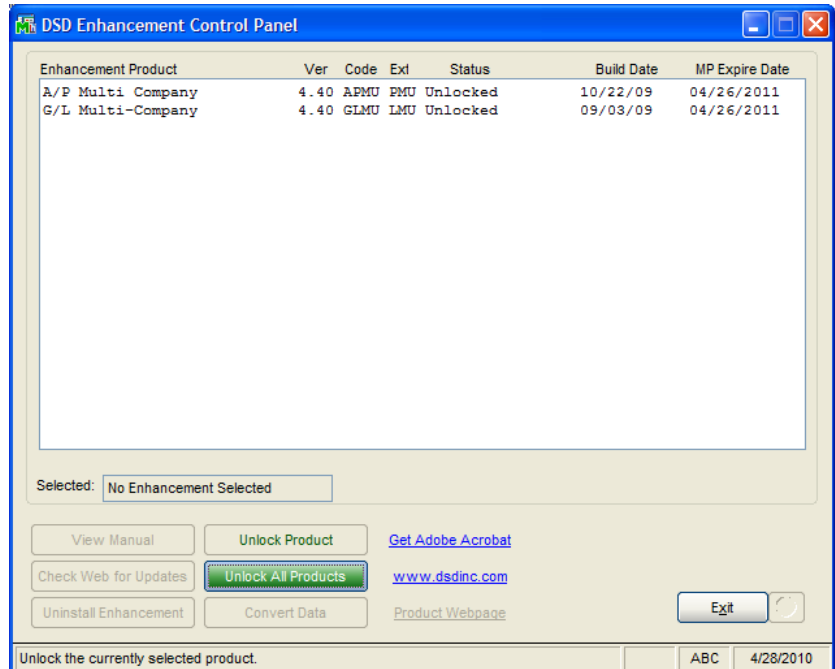 DSD Enhancement Control Panel
Enhancement Product Ver Code Ext Status Build Date MP Expire Date
A/P Multi Company 4.40 APMU PMU Unlocked 10/22/09 04/26/2011
G/L Multi-Company 4.40 GLMU LMU Unlocked 09/03/09 04/26/2011
Selected: No Enhancement Selected
View Manual Unlock Product Get Adobe Acrobat
Check Web for Updates Unlock All Products www.dsdinc.com
Uninstall Enhancement Convert Data Product Webpage Exit
Unlock the currently selected product. ABC 4/28/2010